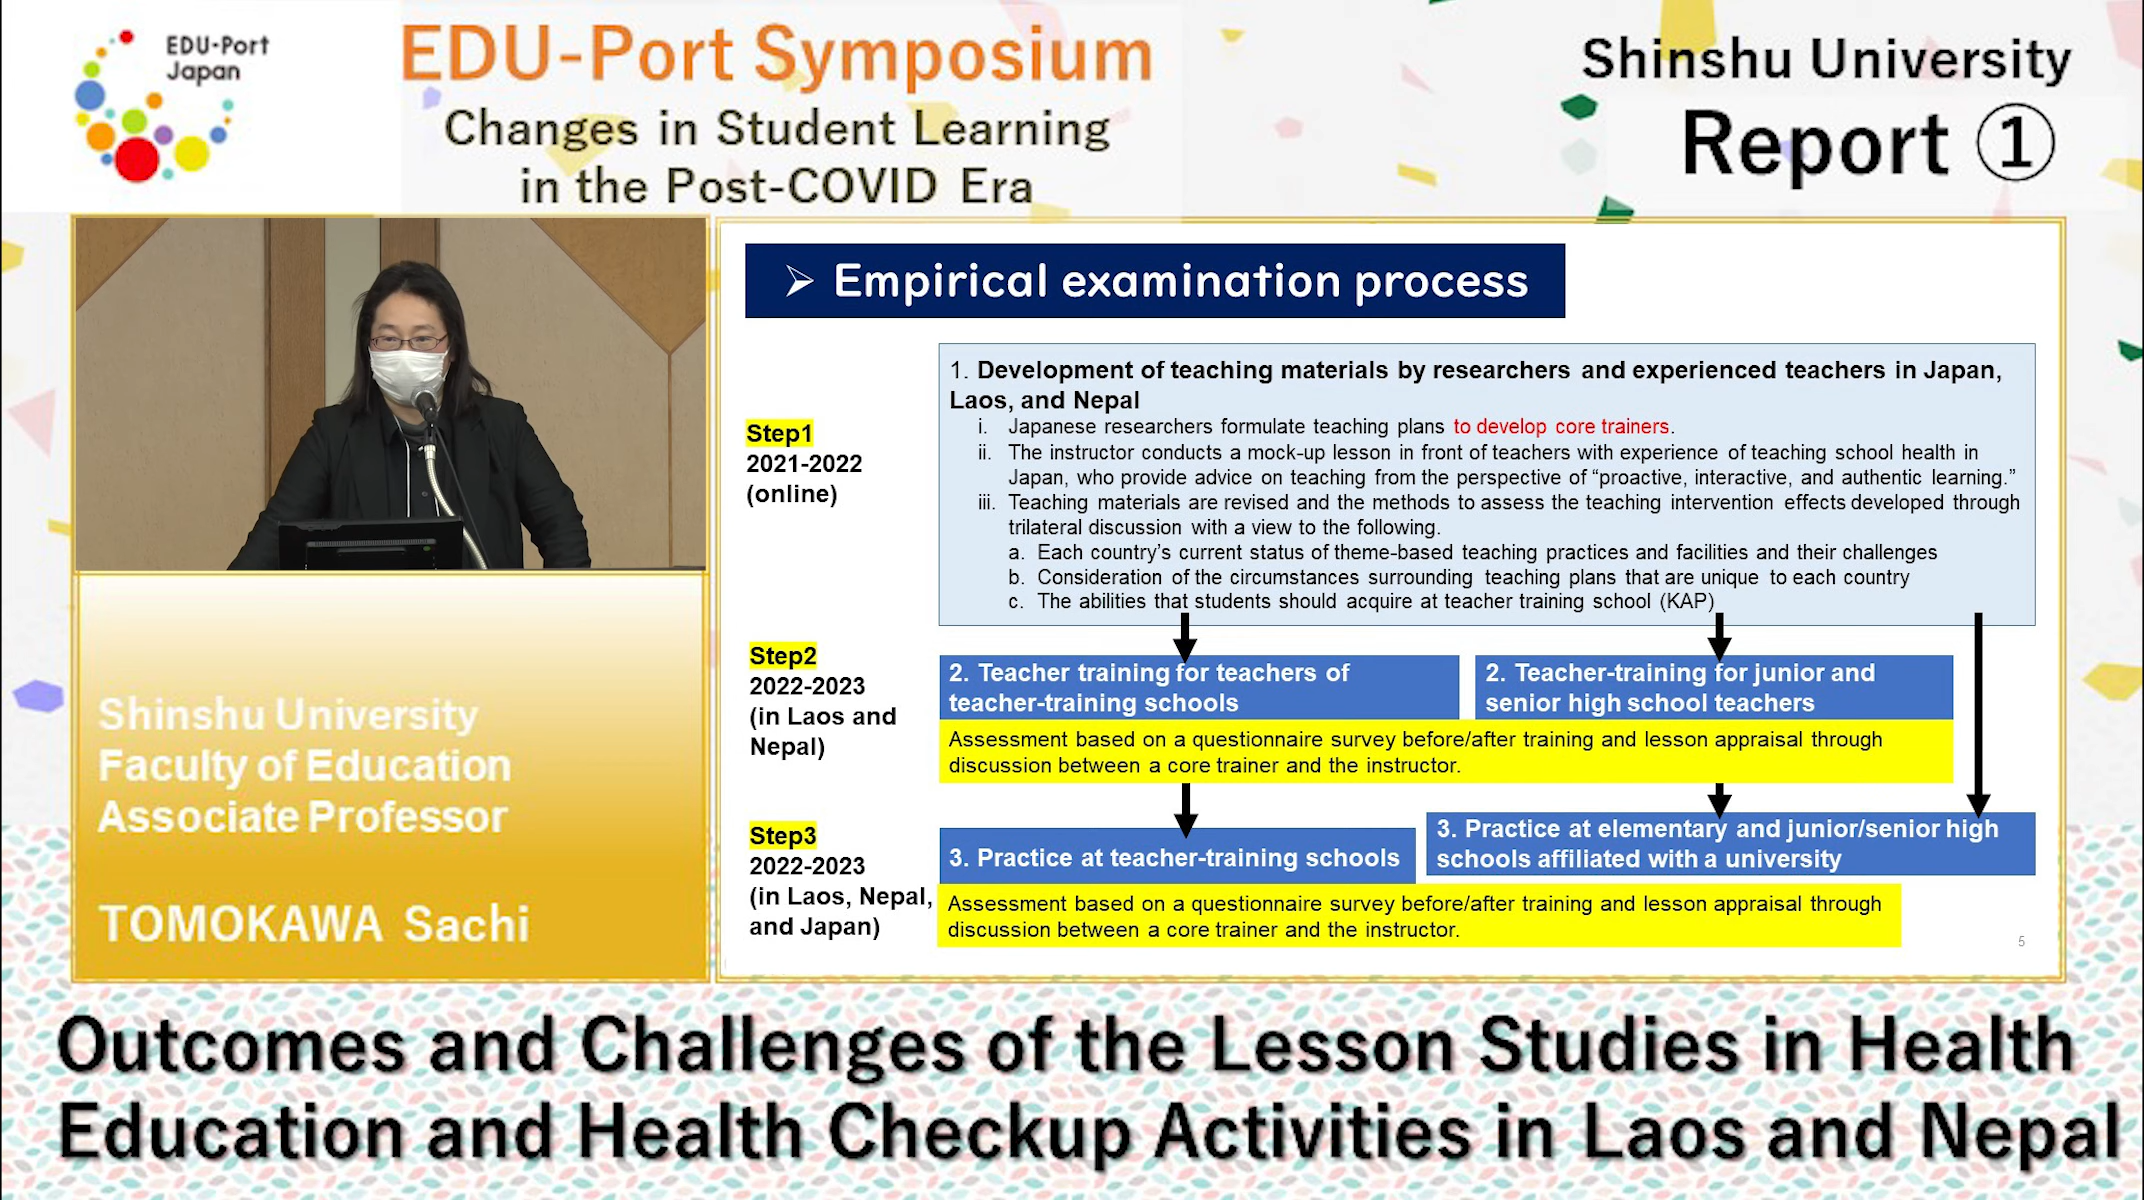 EDU-Port
Japan
EDU-Port Symposium
Changes in Student Learning
in the Post-COVID Era
Shinshu University
Report ①
➢ Empirical examination process
Step1
2021-2022
(online)
1. Development of teaching materials by researchers and experienced teachers in Japan,
Laos, and Nepal
i. Japanese researchers formulate teaching plans to develop core trainers.
ii. The instructor conducts a mock-up lesson in front of teachers with experience of teaching school health in
Japan, who provide advice on teaching from the perspective of “proactive, interactive, and authentic learning.”
iii. Teaching materials are revised and the methods to assess the teaching intervention effects developed through
trilateral discussion with a view to the following.
a. Each country’s current status of theme-based teaching practices and facilities and their challenges
b. Consideration of the circumstances surrounding teaching plans that are unique to each country
c. The abilities that students should acquire at teacher training school (KAP)
Step2
2022-2023
(in Laos and
Nepal)
2. Teacher training for teachers of
teacher-training schools
2. Teacher-training for junior and
senior high school teachers
Assessment based on a questionnaire survey before/after training and lesson appraisal through
discussion between a core trainer and the instructor.
Step3
2022-2023
(in Laos, Nepal,
and Japan)
3. Practice at teacher-training schools
3. Practice at elementary and junior/senior high
schools affiliated with a university
Assessment based on a questionnaire survey before/after training and lesson appraisal through
discussion between a core trainer and the instructor.
5
Shinshu University
Faculty of Education
Associate Professor
TOMOKAWA Sachi
Outcomes and Challenges of the Lesson Studies in Health
Education and Health Checkup Activities in Laos and Nepal